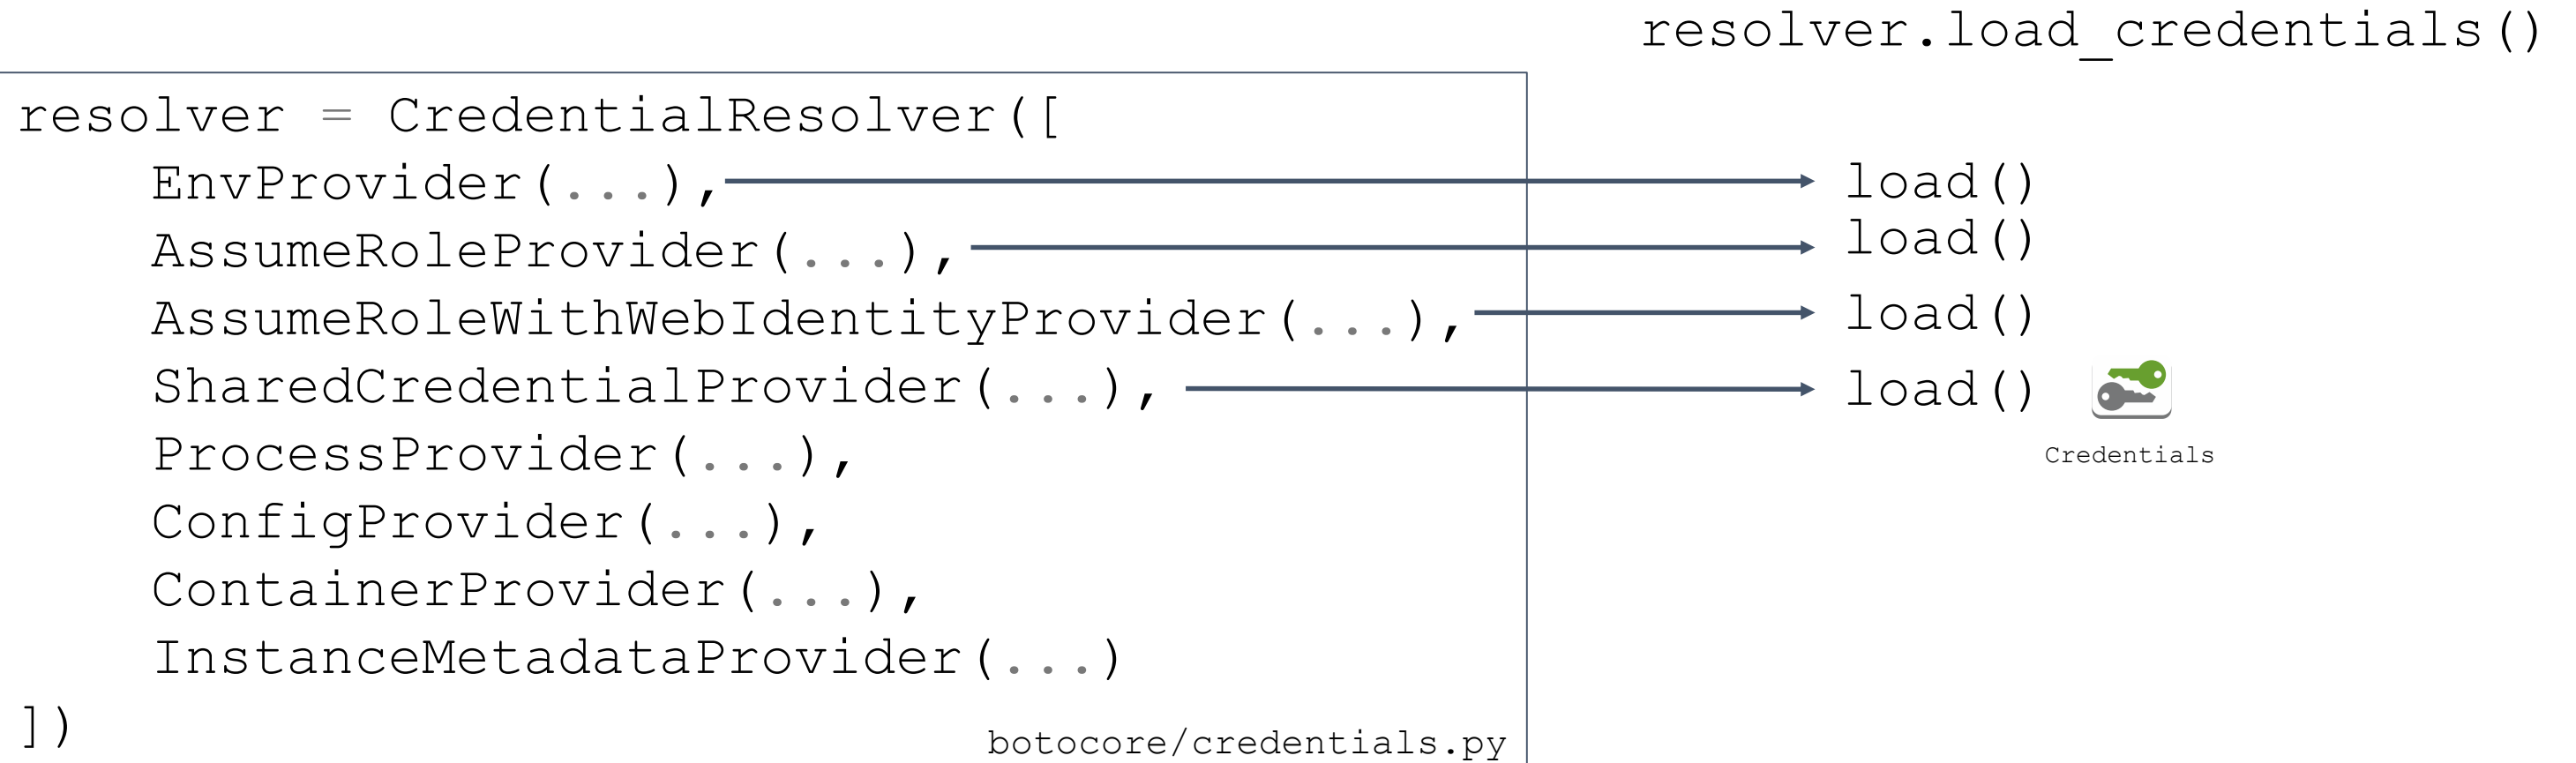 resolver.load_credentials()
resolver = CredentialResolver([
EnvProvider(...),
load()
AssumeRoleProvider(...),
load()
AssumeRoleWithWebIdentityProvider(...),
load()
SharedCredentialProvider(...),
load()
ProcessProvider(...),
Credentials
ConfigProvider(...),
ContainerProvider(...),
InstanceMetadataProvider(...)
])
botocore/credentials.py